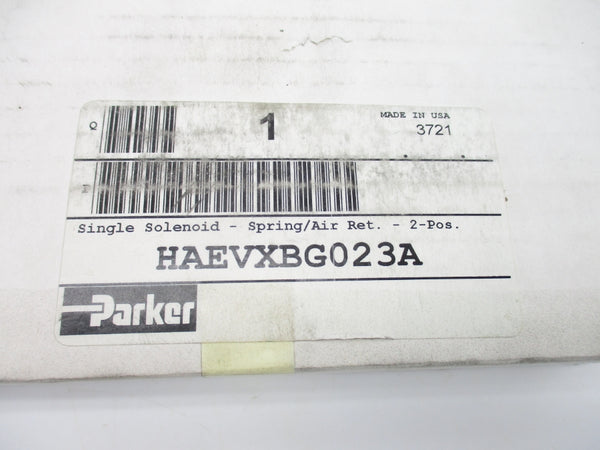 Q 1 MADE IN USA
3721
Single Solenoid - Spring/Air Ret. - 2-Pos.
HAEVXBG023A
Parker